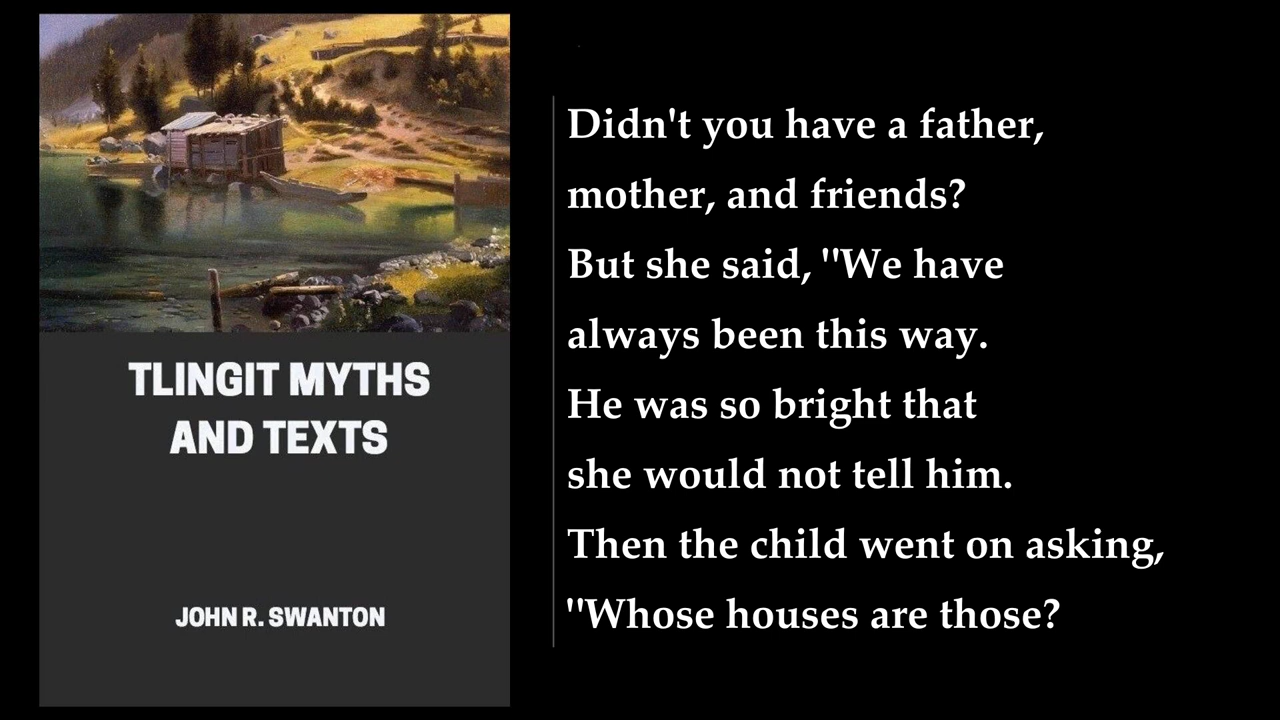 TLINGIT MYTHS
AND TEXTS
JOHN R. SWANTON
Didn't you have a father,
mother, and friends?
But she said, "We have
always been this way.
He was so bright that
she would not tell him.
Then the child went on asking,
"Whose houses are those?